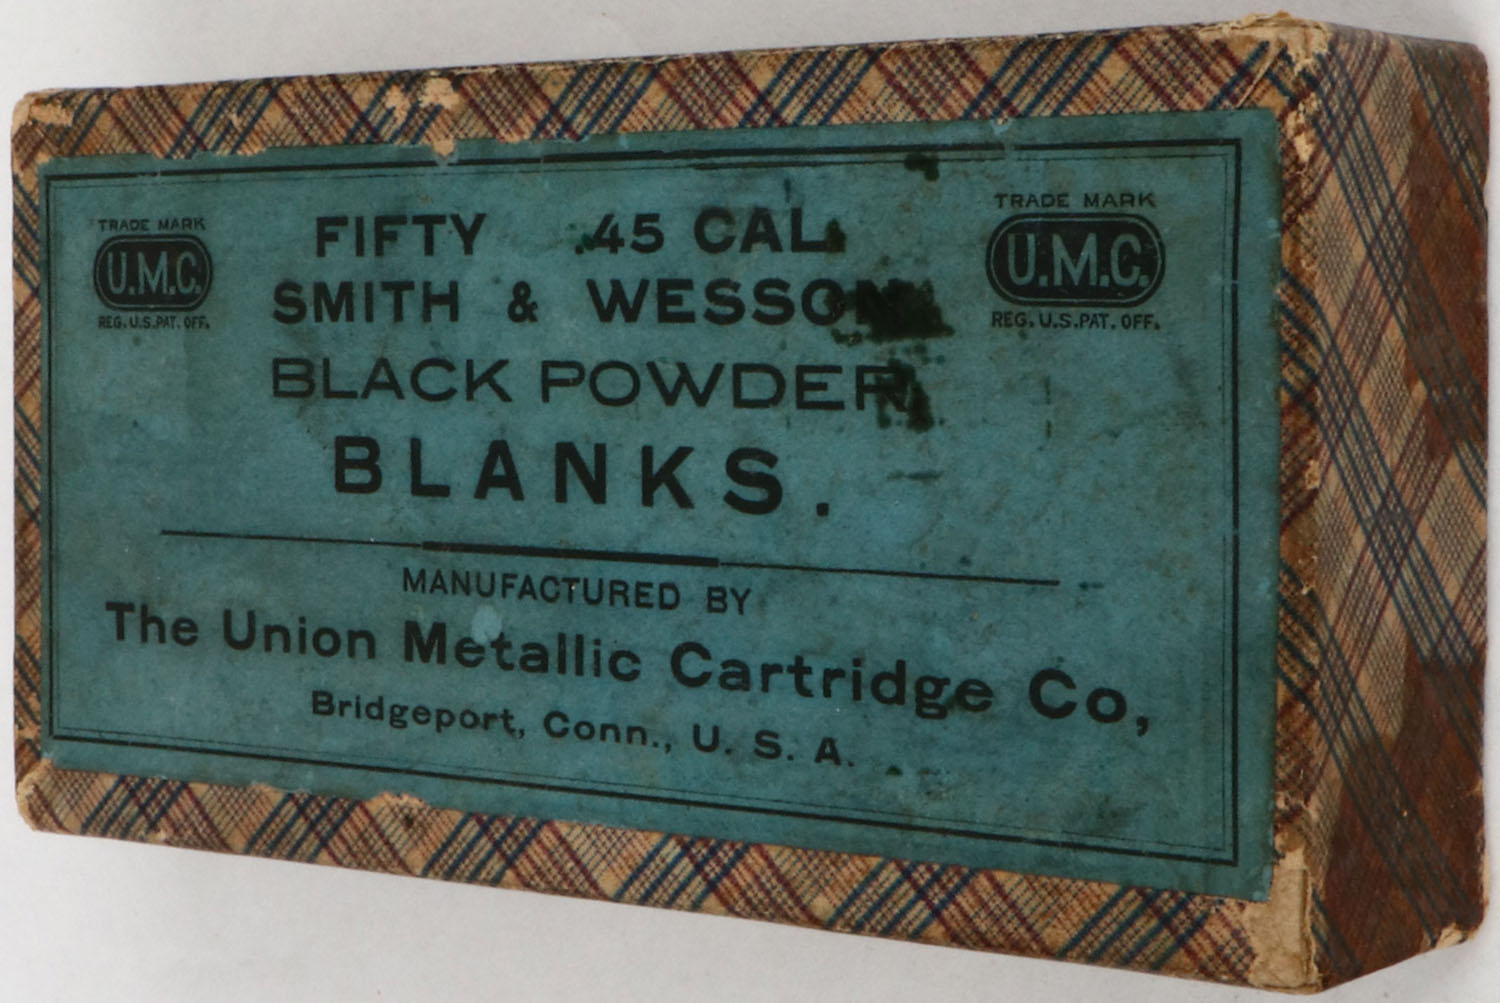 TRADE MARK
U.M.C.
REG. U.S. PAT. OFF.
FIFTY .45 CAL.
SMITH & WESSON
BLACK POWDER
BLANKS.
TRADE MARK
U.M.C.
REG. U.S. PAT. OFF.
MANUFACTURED BY
The Union Metallic Cartridge Co,
Bridgeport, Conn., U. S. A.